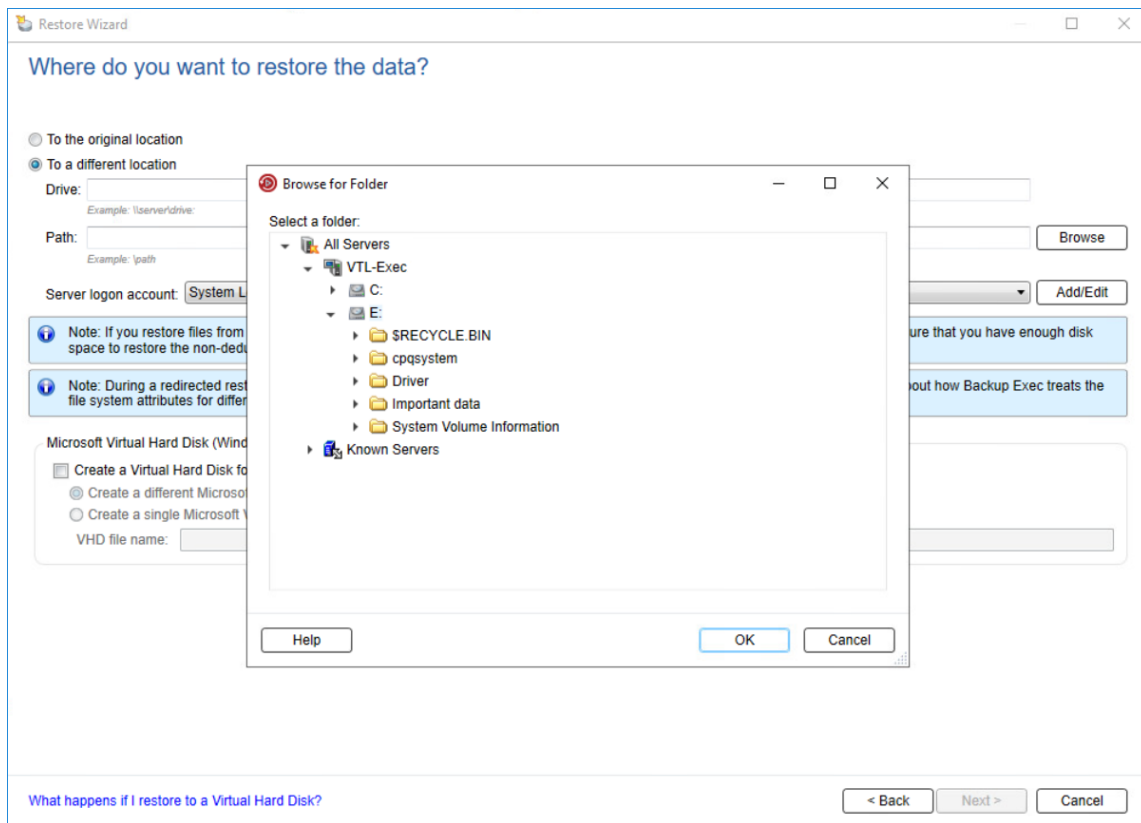 Restore Wizard
Where do you want to restore the data?
To the original location
To a different location
Drive:
Example: \\server\drive:
Path:
Browse
Example: \path
Server logon account: System L
Add/Edit
Note: If you restore files from
ure that you have enough disk
space to restore the non-dedu
Note: During a redirected rest
out how Backup Exec treats the
file system attributes for differ
Microsoft Virtual Hard Disk (Wind
Create a Virtual Hard Disk fo
Create a different Microsof
Create a single Microsoft V
VHD file name:
Browse for Folder
Select a folder:
All Servers
VTL-Exec
C:
E:
$RECYCLE.BIN
cpqsystem
Driver
Important data
System Volume Information
Known Servers
Help
OK
Cancel
What happens if I restore to a Virtual Hard Disk?
< Back
Next >
Cancel